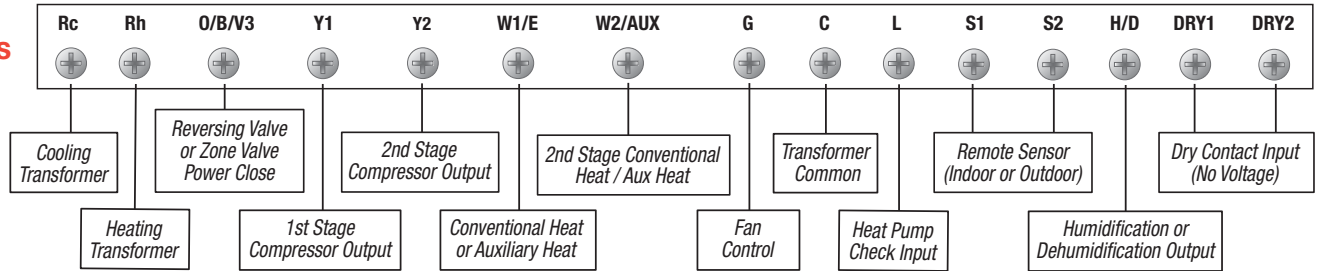 Rc Rh O/B/V3 Y1 Y2 W1/E W2/AUX G C L S1 S2 H/D DRY1 DRY2
s
Cooling
Transformer
Heating
Transformer
Reversing Valve
or Zone Valve
Power Close
1st Stage
Compressor Output
2nd Stage
Compressor Output
Conventional Heat
or Auxiliary Heat
2nd Stage Conventional
Heat / Aux Heat
Fan
Control
Transformer
Common
Heat Pump
Check Input
Remote Sensor
(Indoor or Outdoor)
Humidification or
Dehumidification Output
Dry Contact Input
(No Voltage)